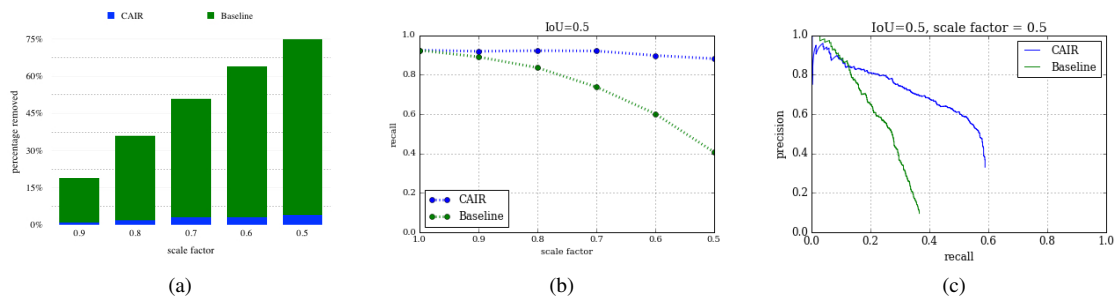 CAIR
Baseline
75%
60%
45%
30%
15%
0%
percentage removed
0.9 0.8 0.7 0.6 0.5
scale factor
(a)
IoU=0.5
1.0
0.8
0.6
0.4
0.2
0.0
recall
CAIR
Baseline
1.0 0.9 0.8 0.7 0.6 0.5
scale factor
(b)
IoU=0.5, scale factor = 0.5
1.0
0.8
0.6
0.4
0.2
0.0
precision
CAIR
Baseline
0.0 0.2 0.4 0.6 0.8 1.0
recall
(c)